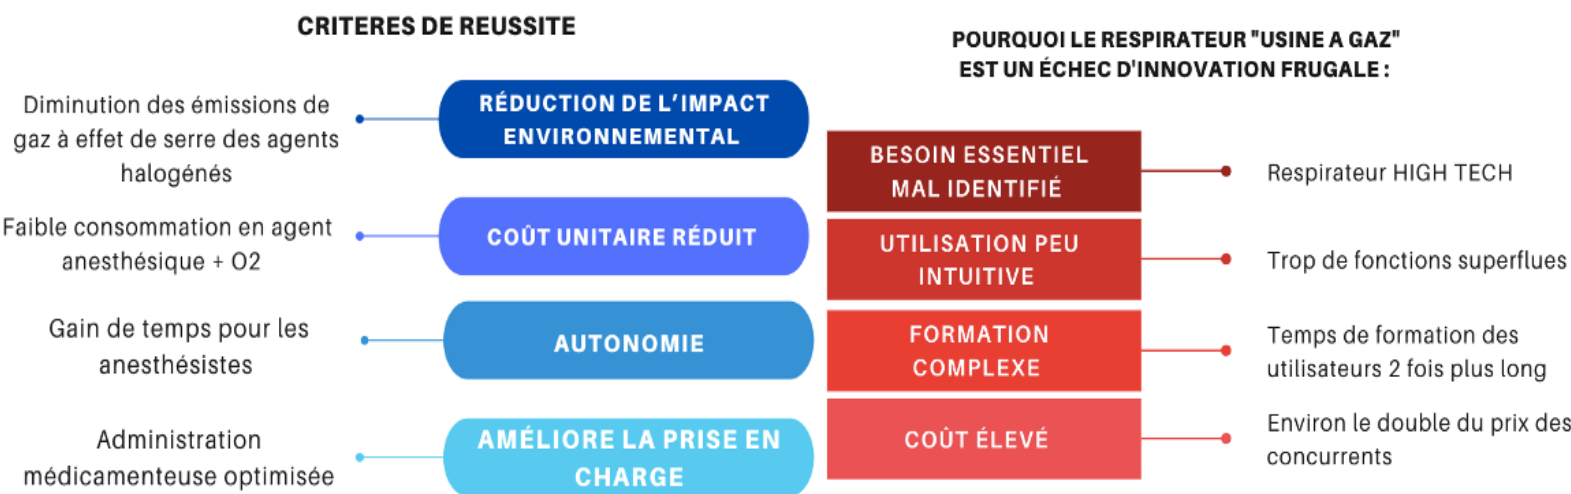 CRITERES DE REUSSITE
Diminution des émissions de
gaz à effet de serre des agents
halogénés
RÉDUCTION DE L'IMPACT
ENVIRONNEMENTAL
Faible consommation en agent
anesthésique + O2
COÛT UNITAIRE RÉDUIT
Gain de temps pour les
anesthésistes
AUTONOMIE
Administration
médicamenteuse optimisée
AMÉLIORE LA PRISE EN
CHARGE
POURQUOI LE RESPIRATEUR "USINE A GAZ"
EST UN ÉCHEC D'INNOVATION FRUGALE :
BESOIN ESSENTIEL
MAL IDENTIFIÉ
Respirateur HIGH TECH
UTILISATION PEU
INTUITIVE
Trop de fonctions superflues
FORMATION
COMPLEXE
Temps de formation des
utilisateurs 2 fois plus long
COÛT ÉLEVÉ
Environ le double du prix des
concurrents